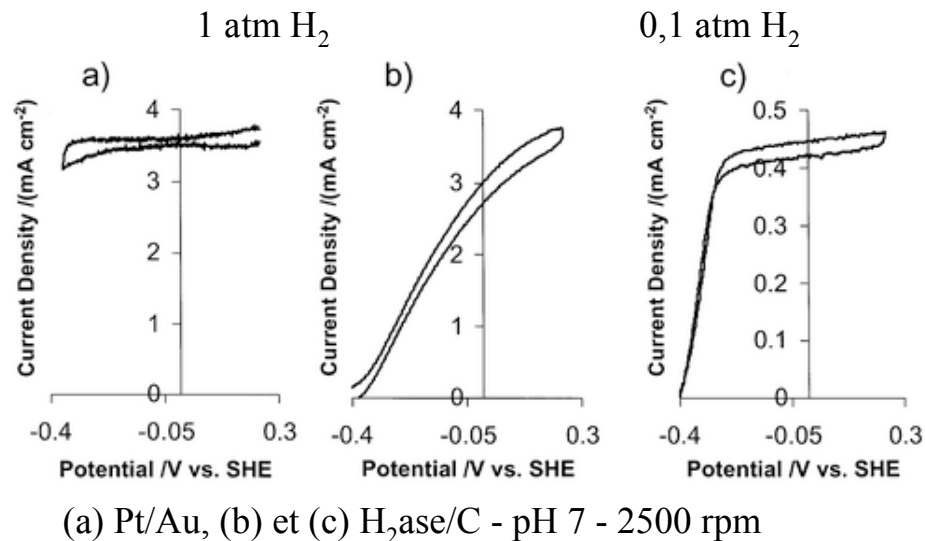 1 atm H₂
0,1 atm H₂
a)
b)
c)
Current Density /(mA cm⁻²)
4
3
2
1
0
-0.4
-0.05
0.3
Potential /V vs. SHE
Current Density /(mA cm⁻²)
4
3
2
1
0
-0.4
-0.05
0.3
Potential /V vs. SHE
Current Density /(mA cm⁻²)
0.5
0.4
0.3
0.2
0.1
0
-0.4
-0.05
0.3
Potential /V vs. SHE
(a) Pt/Au, (b) et (c) H₂ase/C - pH 7 - 2500 rpm